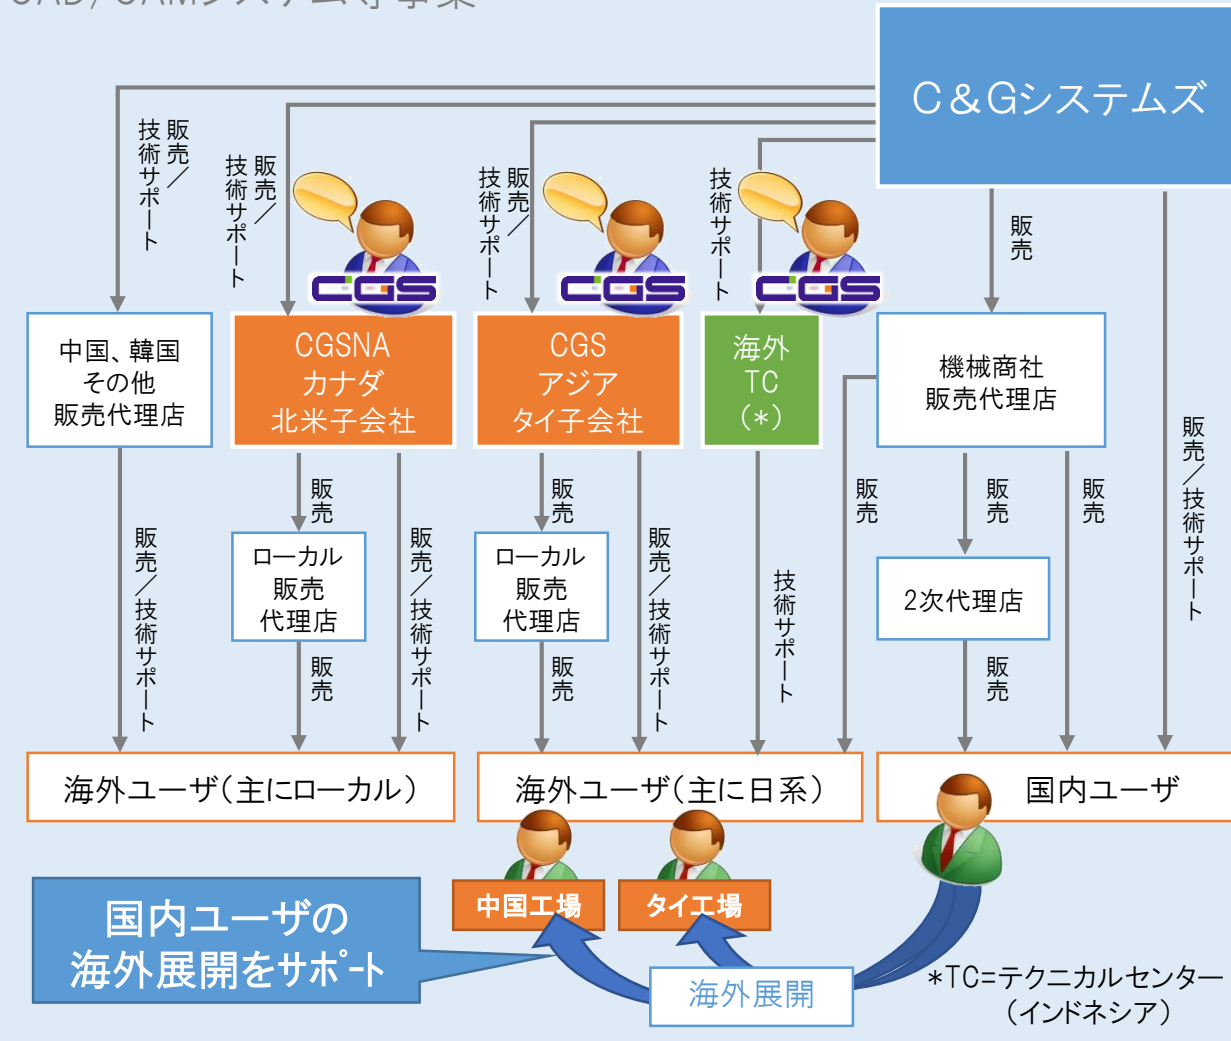 CAD/CAMシステム等事業
C＆Gシステムズ
販売／
技術サポート
販売／
技術サポート
販売／
技術サポート
技術サポート
販売
CGS
CGS
CGS
中国、韓国
その他
販売代理店
CGSNA
カナダ
北米子会社
CGS
アジア
タイ子会社
海外
TC
(*)
機械商社
販売代理店
販売／技術サポート
販売
販売
販売
販売
販売
販売／技術サポート
ローカル
販売
代理店
販売／技術サポート
ローカル
販売
代理店
販売／技術サポート
技術サポート
2次代理店
販売
販売
販売
海外ユーザ（主にローカル）
海外ユーザ（主に日系）
国内ユーザ
中国工場
タイ工場
国内ユーザの
海外展開をサポート
海外展開
*TC=テクニカルセンター
（インドネシア）